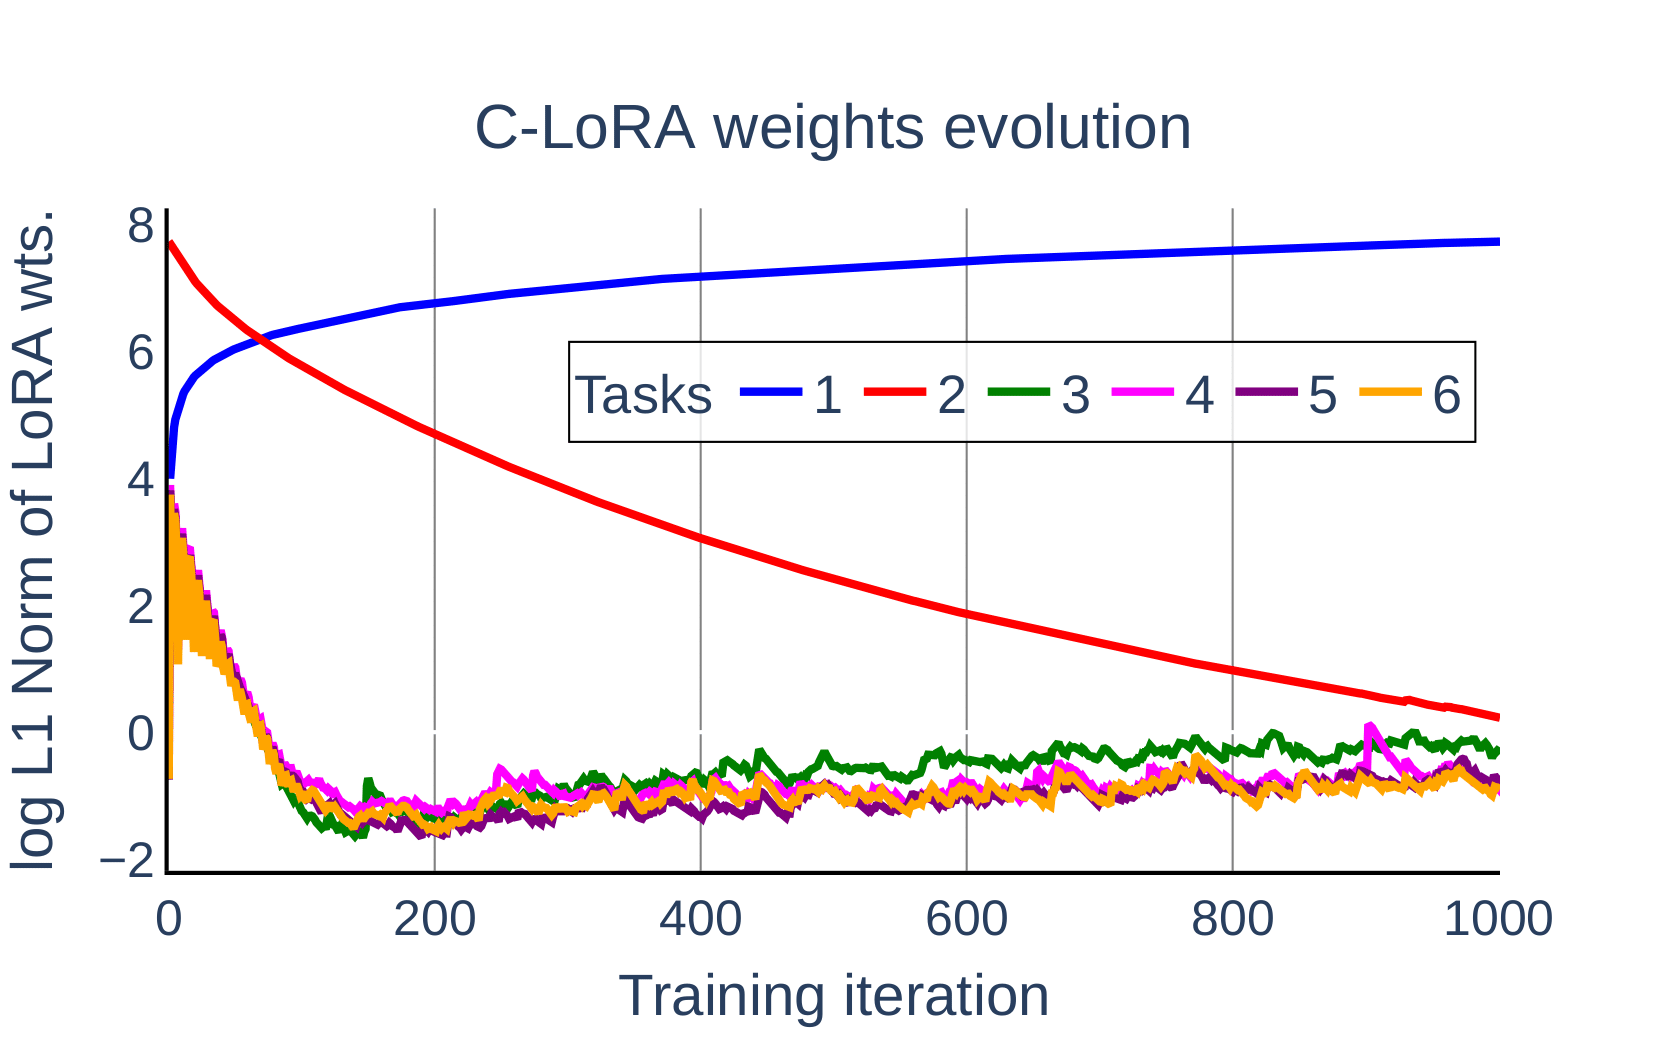 C-LoRA weights evolution
log L1 Norm of LoRA wts.
8
6
4
2
0
−2
Tasks 1 2 3 4 5 6
0 200 400 600 800 1000
Training iteration